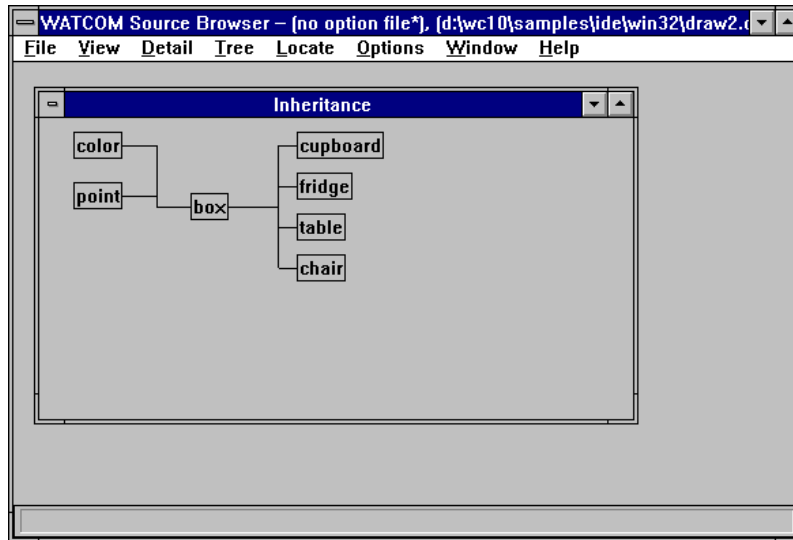 WATCOM Source Browser – (no option file*), (d:\wc10\samples\ide\win32\draw2.
File View Detail Tree Locate Options Window Help
Inheritance
color
cupboard
fridge
point
box
table
chair